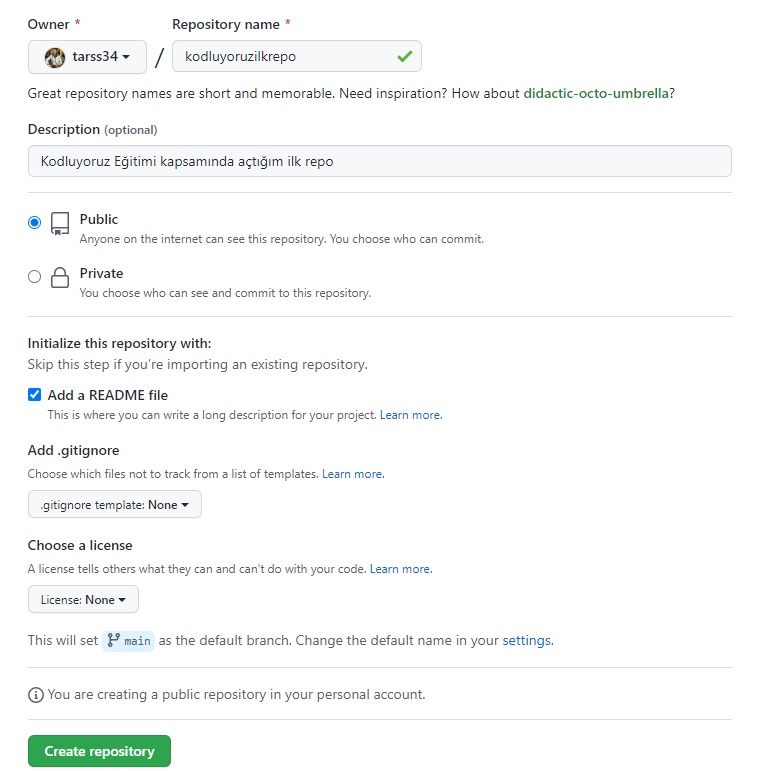 Owner * Repository name *
tarss34 / kodluyoruzilkrepo
Great repository names are short and memorable. Need inspiration? How about didactic-octo-umbrella?
Description (optional)
Kodluyoruz Eğitimi kapsamında açtığım ilk repo
Public
Anyone on the internet can see this repository. You choose who can commit.
Private
You choose who can see and commit to this repository.
Initialize this repository with:
Skip this step if you're importing an existing repository.
Add a README file
This is where you can write a long description for your project. Learn more.
Add .gitignore
Choose which files not to track from a list of templates. Learn more.
.gitignore template: None
Choose a license
A license tells others what they can and can't do with your code. Learn more.
License: None
This will set main as the default branch. Change the default name in your settings.
You are creating a public repository in your personal account.
Create repository